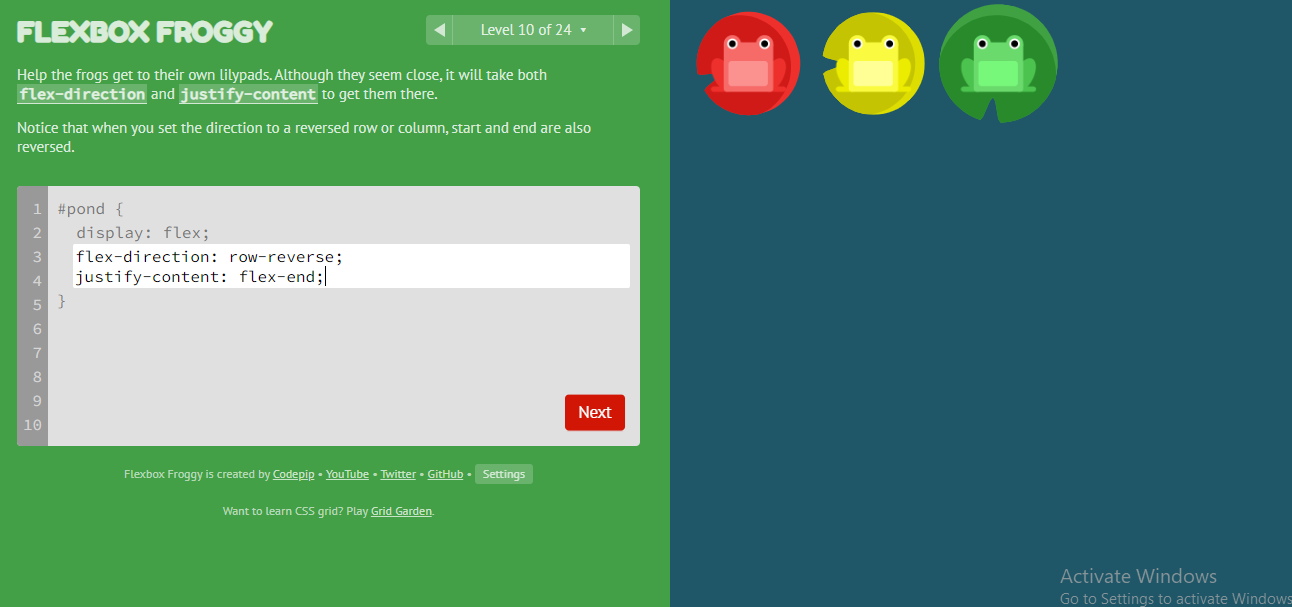 FLEXBOX FROGGY
Level 10 of 24
Help the frogs get to their own lilypads. Although they seem close, it will take both
flex-direction and justify-content to get them there.
Notice that when you set the direction to a reversed row or column, start and end are also
reversed.
1 #pond {
2 display: flex;
3 flex-direction: row-reverse;
4 justify-content: flex-end;
5 }
6
7
8
9
10
Next
Flexbox Froggy is created by Codepip • YouTube • Twitter • GitHub • Settings
Want to learn CSS grid? Play Grid Garden.
Activate Windows
Go to Settings to activate Windows